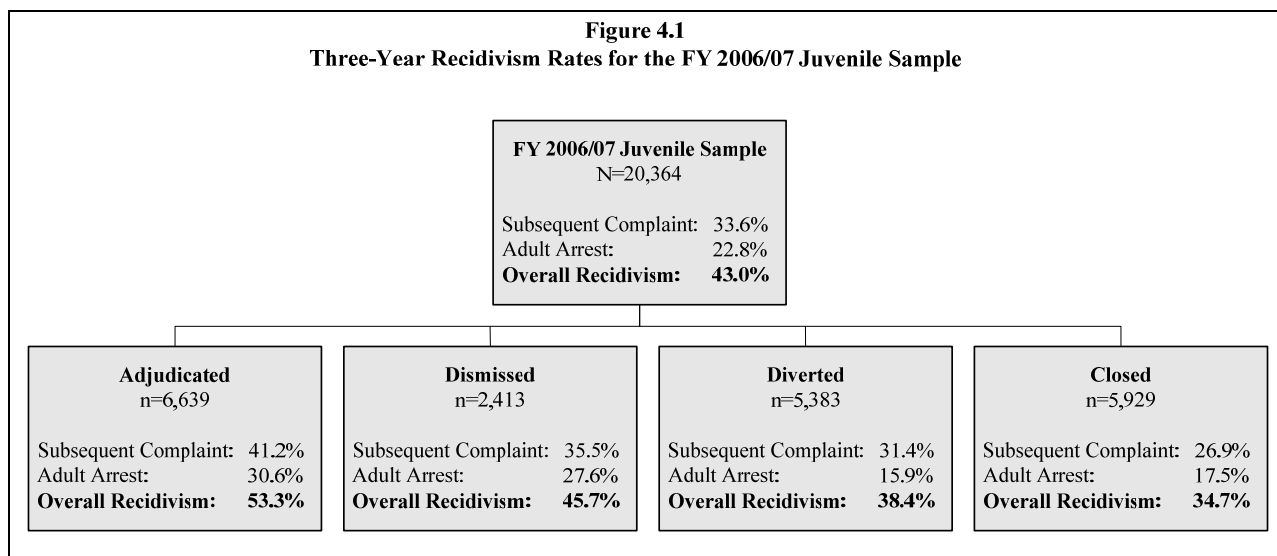 Figure 4.1
Three-Year Recidivism Rates for the FY 2006/07 Juvenile Sample
FY 2006/07 Juvenile Sample
N=20,364
Subsequent Complaint: 33.6%
Adult Arrest: 22.8%
Overall Recidivism: 43.0%
Adjudicated
n=6,639
Subsequent Complaint: 41.2%
Adult Arrest: 30.6%
Overall Recidivism: 53.3%
Dismissed
n=2,413
Subsequent Complaint: 35.5%
Adult Arrest: 27.6%
Overall Recidivism: 45.7%
Diverted
n=5,383
Subsequent Complaint: 31.4%
Adult Arrest: 15.9%
Overall Recidivism: 38.4%
Closed
n=5,929
Subsequent Complaint: 26.9%
Adult Arrest: 17.5%
Overall Recidivism: 34.7%